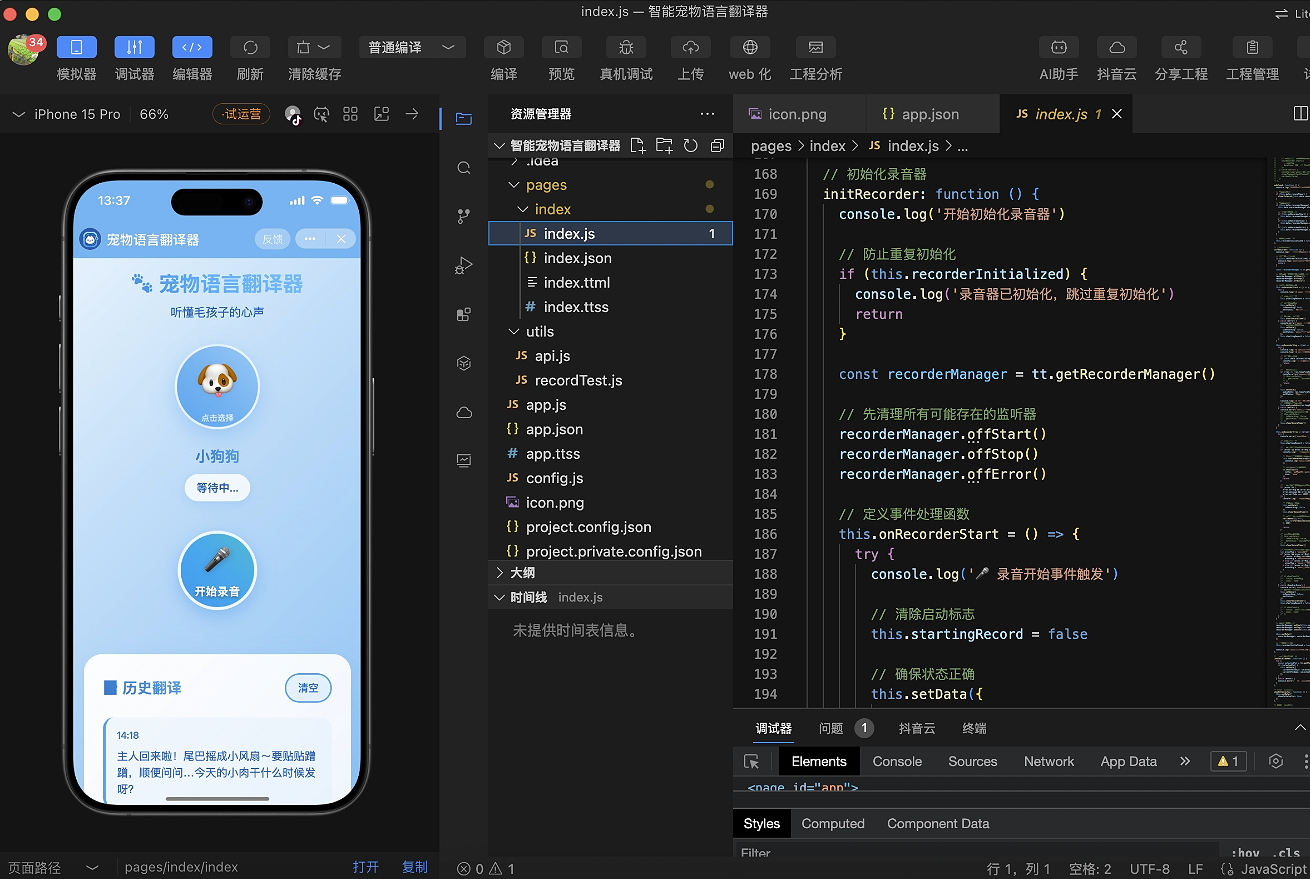 index.js — 智能宠物语言翻译器
34
模拟器
调试器
编辑器
刷新
清除缓存
普通编译
编译
预览
真机调试
上传
web 化
工程分析
AI助手
抖音云
分享工程
工程管理
iPhone 15 Pro
66%
·试运营
13:37
宠物语言翻译器
反馈
宠物语言翻译器
听懂毛孩子的心声
点击选择
小狗狗
等待中...
开始录音
历史翻译
清空
14:18
主人回来啦！尾巴摇成小风扇～要贴贴蹭
蹭，顺便问问...今天的小肉干什么时候发
呀?
页面路径
pages/index/index
打开
复制
资源管理器
智能宠物语言翻译器
.idea
pages
index
JS index.js 1
{} index.json
index.ttml
# index.ttss
utils
JS api.js
JS recordTest.js
JS app.js
{} app.json
# app.ttss
JS config.js
icon.png
{} project.config.json
{} project.private.config.json
大纲
时间线 index.js
未提供时间表信息。
icon.png
{} app.json
JS index.js 1
pages > index > JS index.js > ...
168 // 初始化录音器
169 initRecorder: function () {
170 console.log('开始初始化录音器')
171
172 // 防止重复初始化
173 if (this.recorderInitialized) {
174 console.log('录音器已初始化，跳过重复初始化')
175 return
176 }
177
178 const recorderManager = tt.getRecorderManager()
179
180 // 先清理所有可能存在的监听器
181 recorderManager.offStart()
182 recorderManager.offStop()
183 recorderManager.offError()
184
185 // 定义事件处理函数
186 this.onRecorderStart = () => {
187 try {
188 console.log('🎤 录音开始事件触发')
189
190 // 清除启动标志
191 this.startingRecord = false
192
193 // 确保状态正确
194 this.setData({
调试器
问题 1
抖音云
终端
Elements
Console
Sources
Network
App Data
1
<page id="app">
Styles
Computed
Component Data
Filter
:hov .cls
0 1
行 1，列 1
空格: 2
UTF-8
LF
{} JavaScript